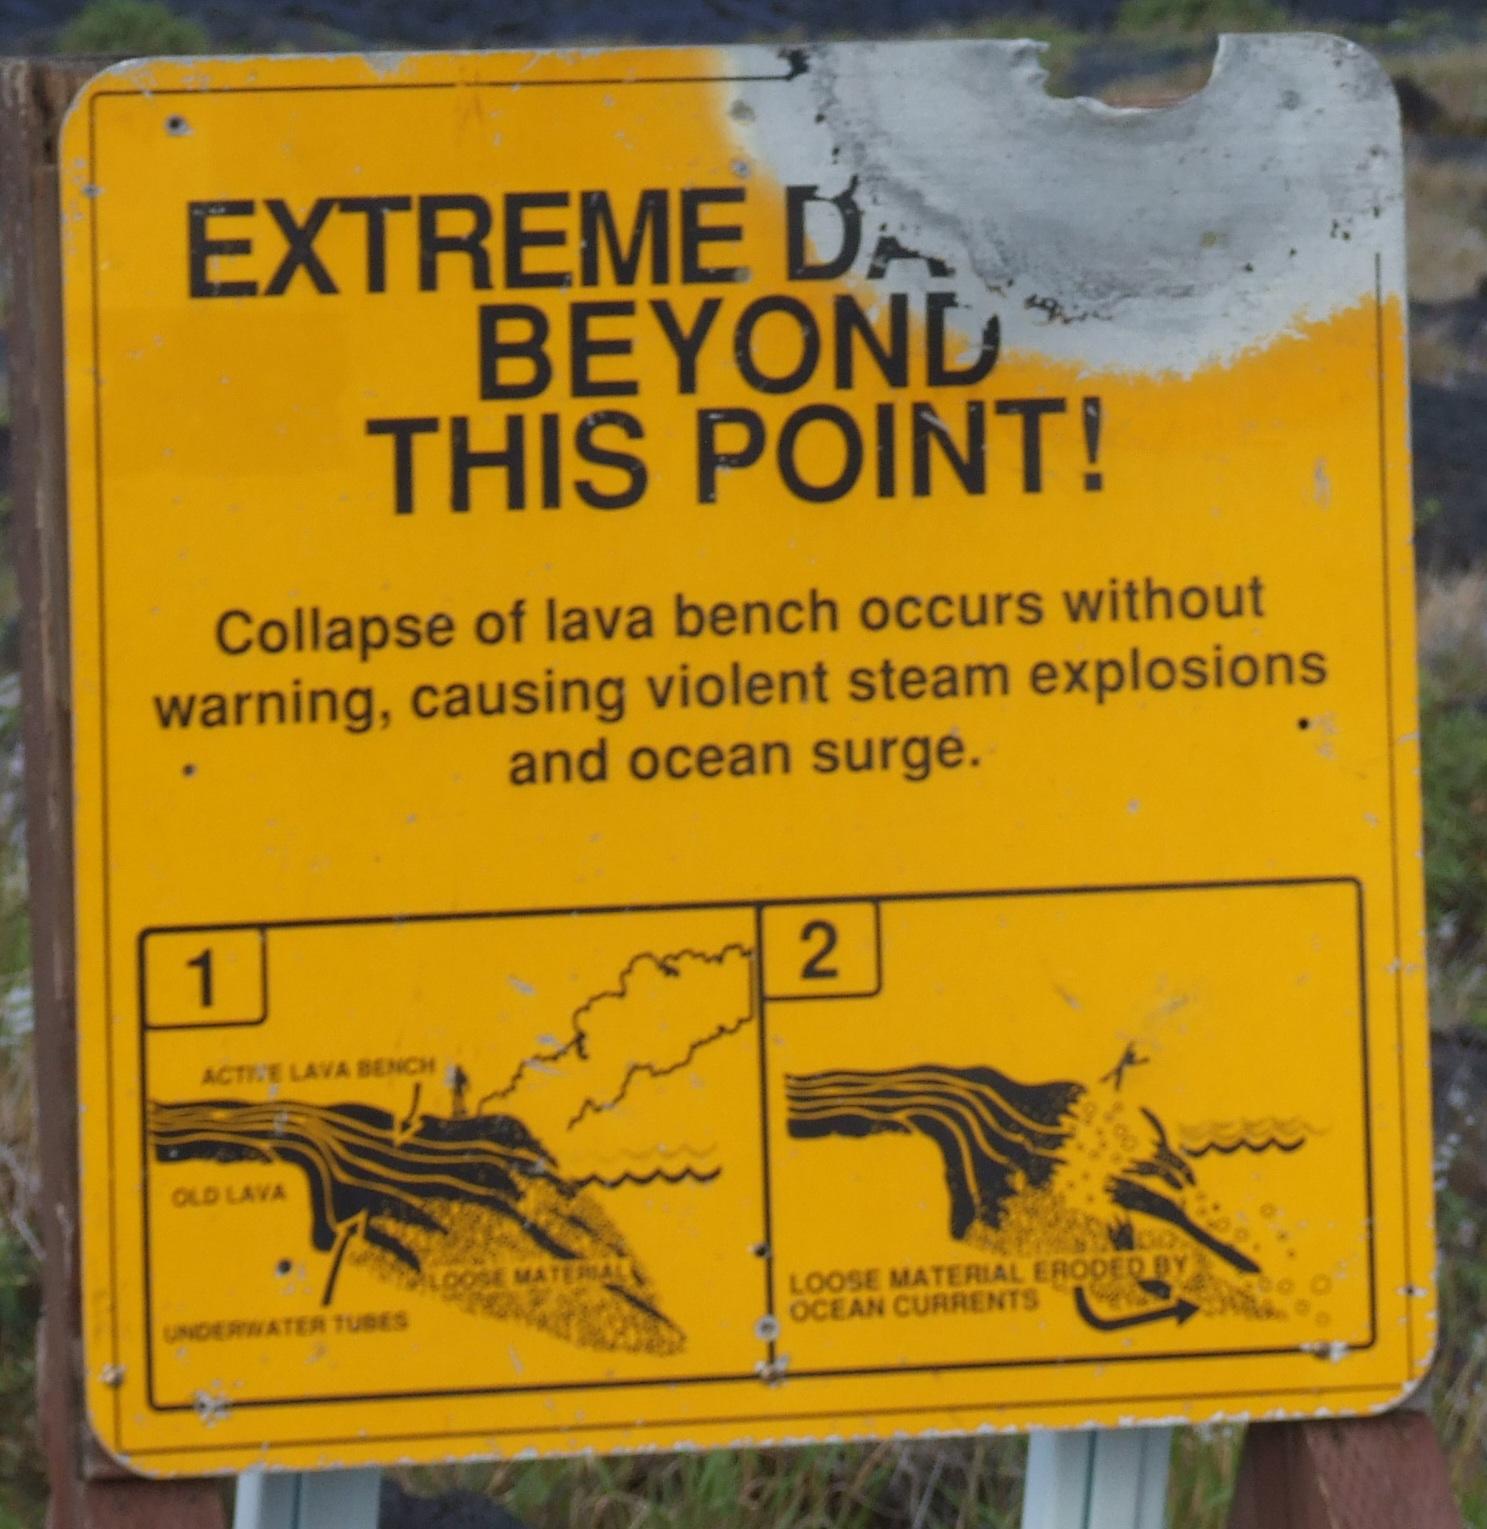 EXTREME DA
BEYOND
THIS POINT!
Collapse of lava bench occurs without
warning, causing violent steam explosions
and ocean surge.
1
ACTIVE LAVA BENCH
OLD LAVA
LOOSE MATERIAL
UNDERWATER TUBES
2
LOOSE MATERIAL ERODED BY
OCEAN CURRENTS